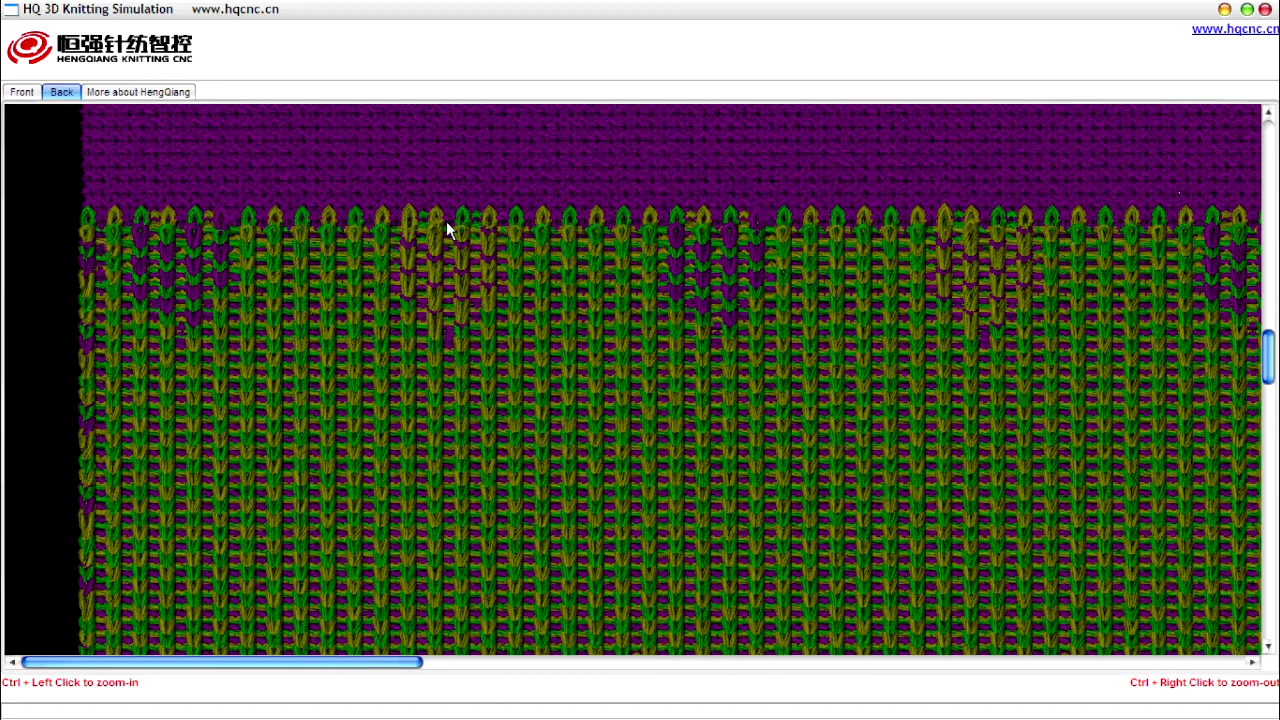 HQ 3D Knitting Simulation www.hqcnc.cn
www.hqcnc.cn
恒强针纺智控
HENGQIANG KNITTING CNC
Front Back More about HengQiang
Ctrl + Left Click to zoom-in Ctrl + Right Click to zoom-out